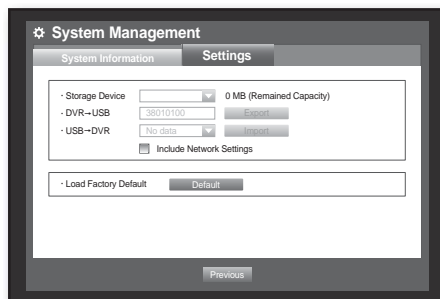 System Management
System Information Settings
· Storage Device 0 MB (Remained Capacity)
· DVR→USB 38010100 Export
· USB→DVR No data Import
Include Network Settings
· Load Factory Default Default
Previous